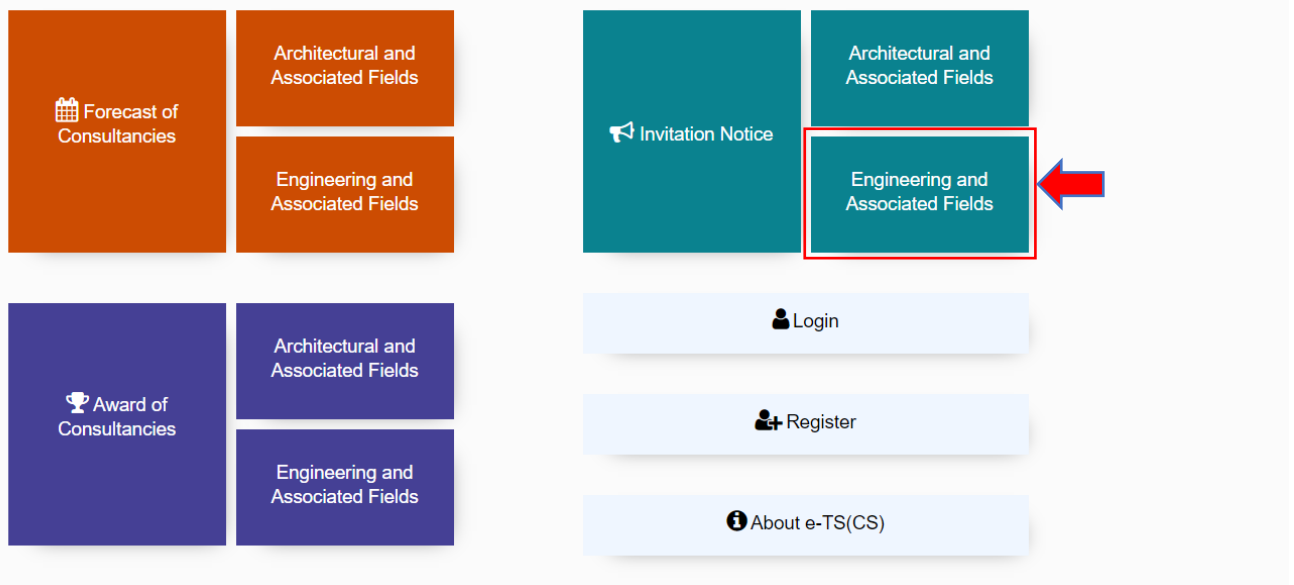 Forecast of
Consultancies
Architectural and
Associated Fields
Engineering and
Associated Fields
Invitation Notice
Architectural and
Associated Fields
Engineering and
Associated Fields
Award of
Consultancies
Architectural and
Associated Fields
Engineering and
Associated Fields
Login
Register
About e-TS(CS)